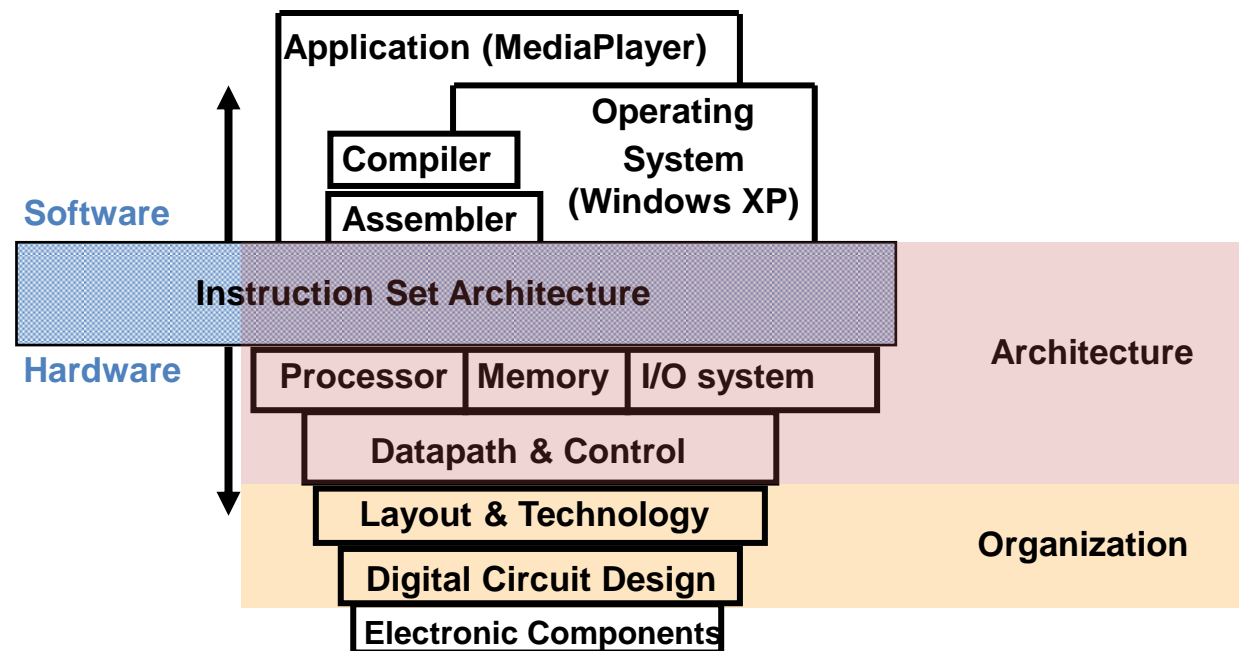 Application (MediaPlayer)
Operating
System
(Windows XP)
Compiler
Assembler
Software
Instruction Set Architecture
Hardware
Processor
Memory
I/O system
Architecture
Datapath & Control
Layout & Technology
Organization
Digital Circuit Design
Electronic Components